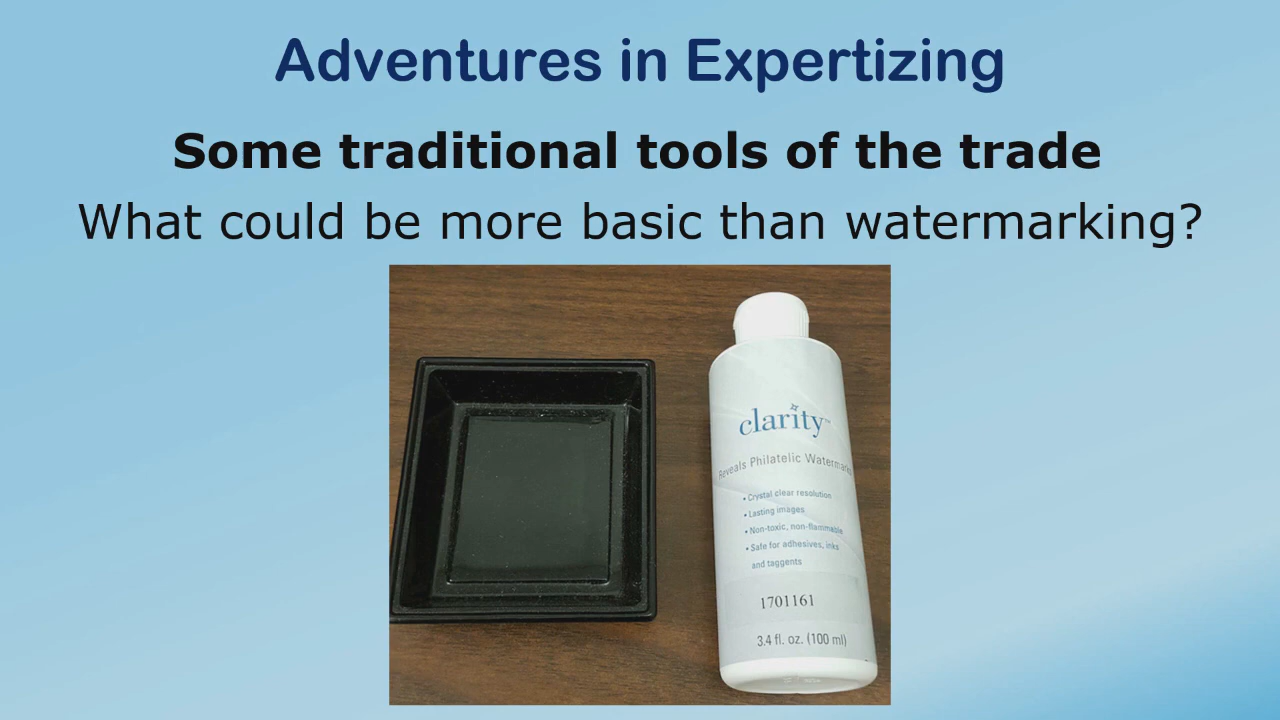 Adventures in Expertizing
Some traditional tools of the trade
What could be more basic than watermarking?
clarity™
Reveals Philatelic Watermarks
• Crystal clear resolution
• Lasting images
• Non-toxic, non-flammable
• Safe for adhesives, inks
and taggents
1701161
3.4 fl. oz. (100 ml)